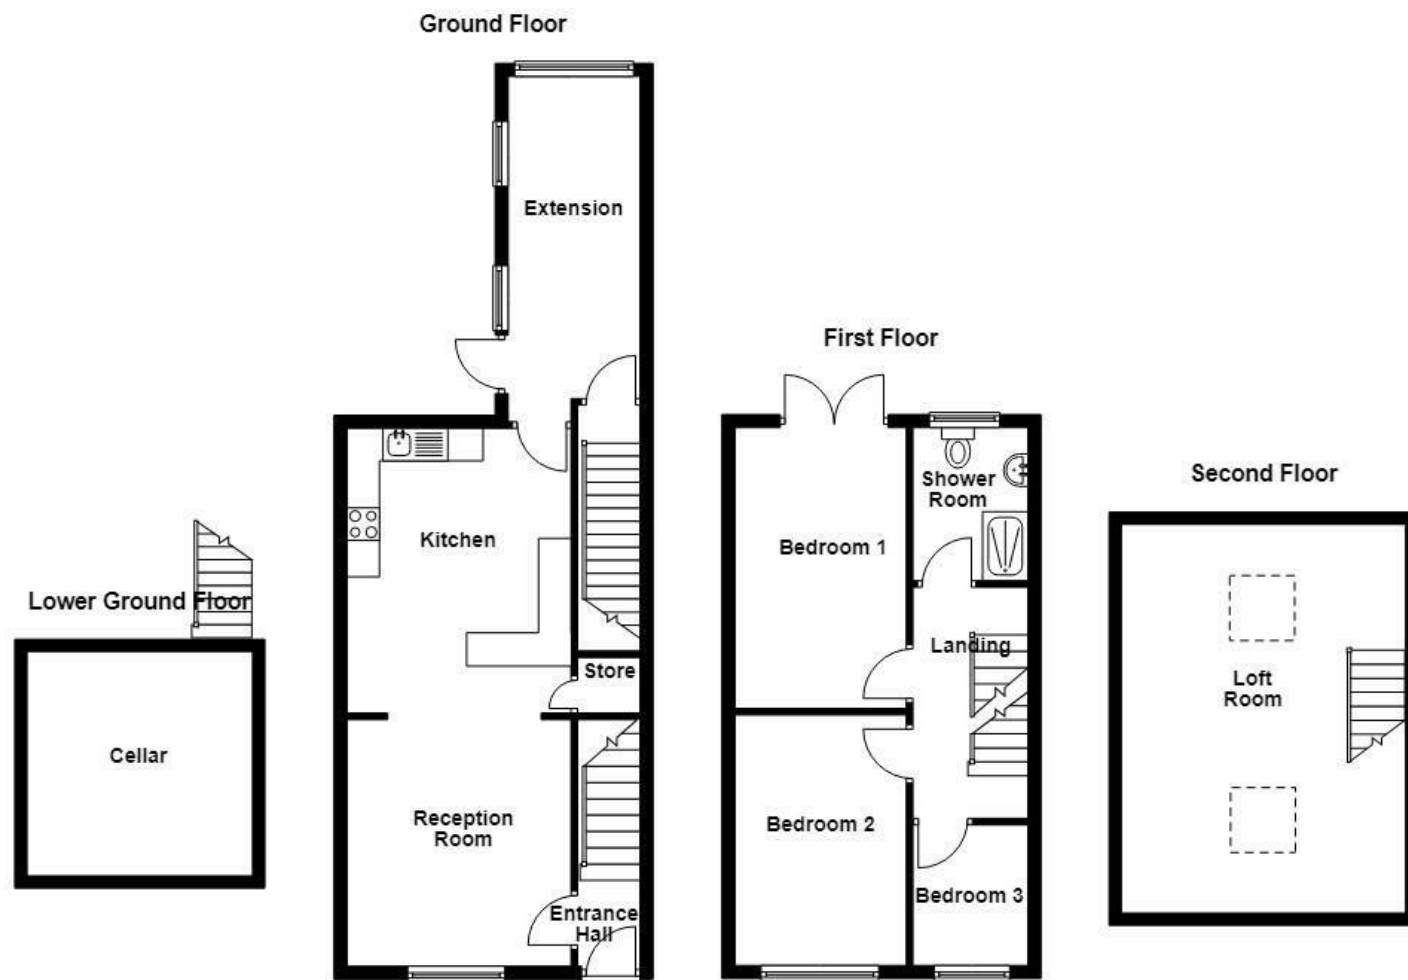 Ground Floor
Extension
Kitchen
Store
Reception
Room
Entrance
Hall
Lower Ground Floor
Cellar
First Floor
Shower
Room
Bedroom 1
Landing
Bedroom 2
Bedroom 3
Second Floor
Loft
Room